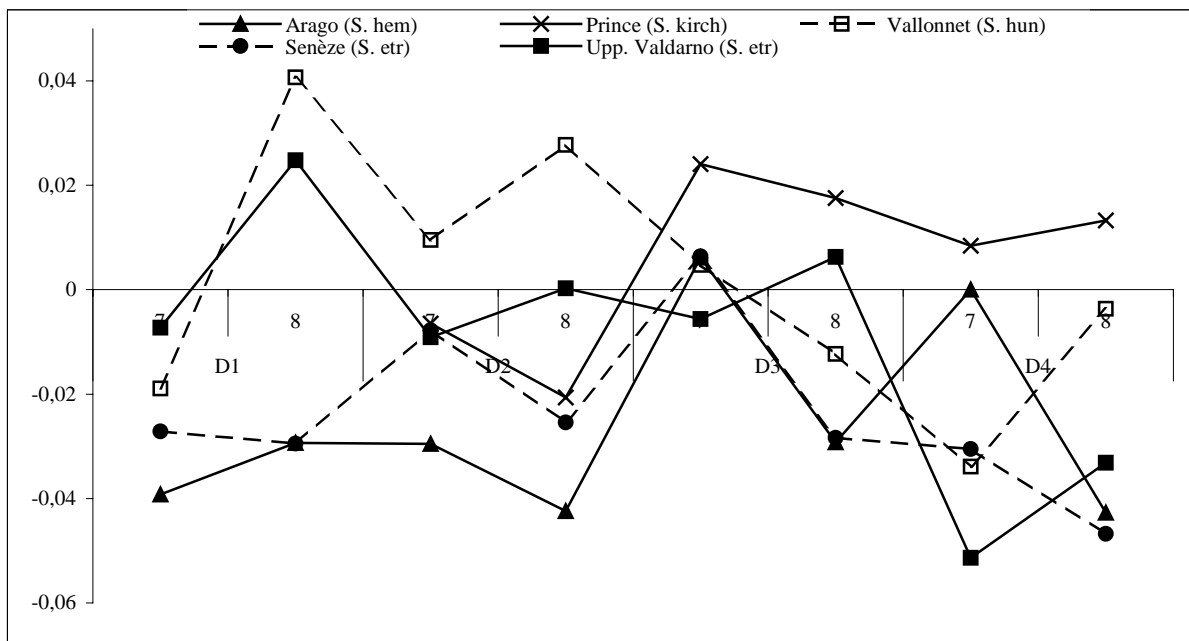 Arago (S. hem) Prince (S. kirch) Vallonnet (S. hun)
Senèze (S. etr) Upp. Valdarno (S. etr)
0,04
0,02
0
7 8 7 8 7 8 7 8
D1 D2 D3 D4
-0,02
-0,04
-0,06